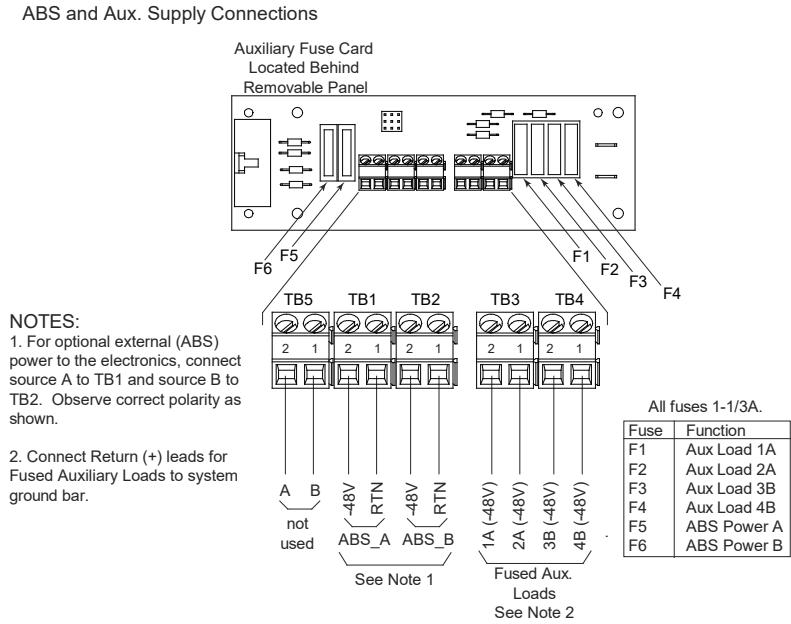 ABS and Aux. Supply Connections
Auxiliary Fuse Card
Located Behind
Removable Panel
F6
F5
F1
F2
F3
F4
TB5 TB1 TB2 TB3 TB4
2 1 2 1 2 1 2 1 2 1
NOTES:
1. For optional external (ABS)
power to the electronics, connect
source A to TB1 and source B to
TB2. Observe correct polarity as
shown.
2. Connect Return (+) leads for
Fused Auxiliary Loads to system
ground bar.
A B
not
used
-48V
RTN
-48V
RTN
ABS_A ABS_B
See Note 1
1A (-48V)
2A (-48V)
3B (-48V)
4B (-48V)
Fused Aux.
Loads
See Note 2
.
All fuses 1-1/3A.
Fuse Function
F1 Aux Load 1A
F2 Aux Load 2A
F3 Aux Load 3B
F4 Aux Load 4B
F5 ABS Power A
F6 ABS Power B